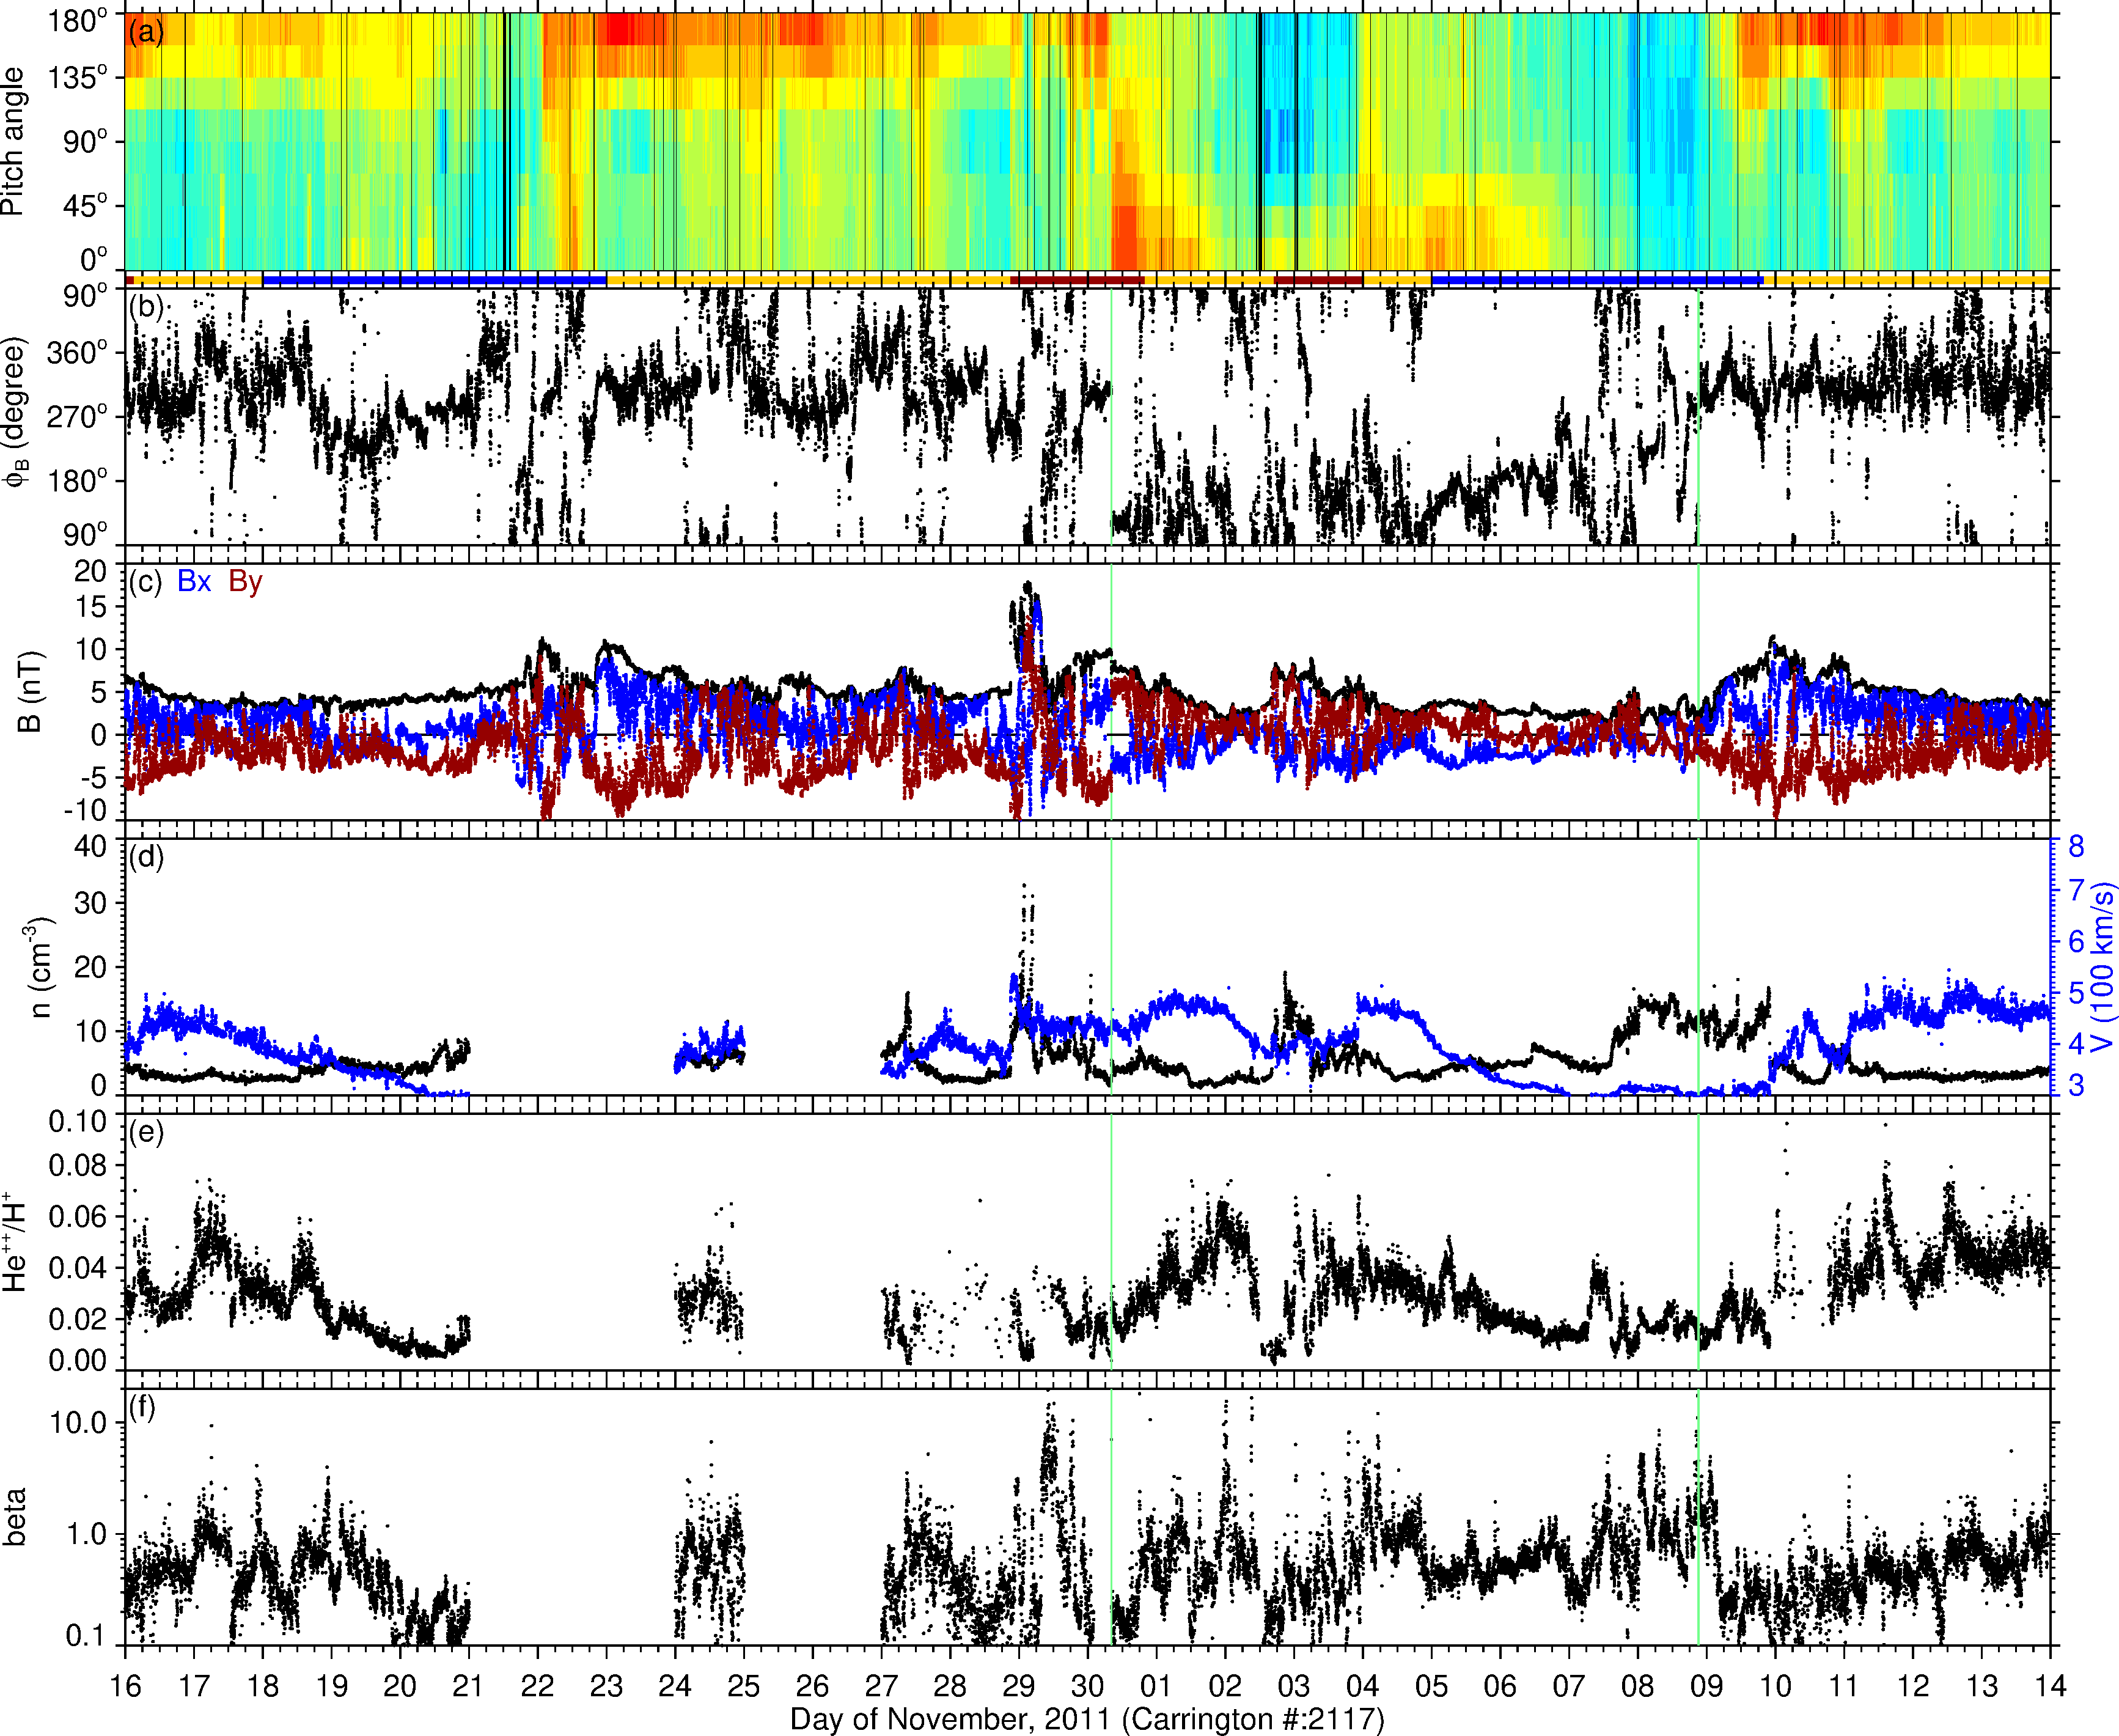 (a)
Pitch angle
180°
135°
90°
45°
0°
(b)
ϕB (degree)
90°
360°
270°
180°
90°
(c) Bx By
B (nT)
20
15
10
5
0
-5
-10
(d)
n (cm-3)
40
30
20
10
0
V (100 km/s)
8
7
6
5
4
3
(e)
He++/H+
0.10
0.08
0.06
0.04
0.02
0.00
(f)
beta
10.0
1.0
0.1
16 17 18 19 20 21 22 23 24 25 26 27 28 29 30 01 02 03 04 05 06 07 08 09 10 11 12 13 14
Day of November, 2011 (Carrington #:2117)